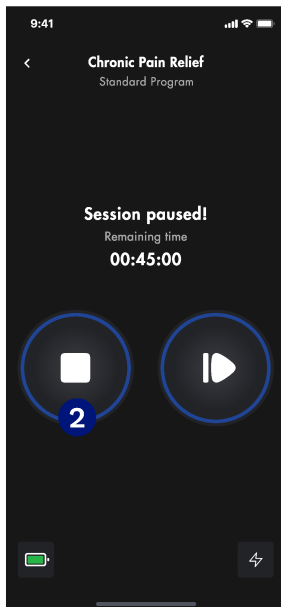 9:41
Chronic Pain Relief
Standard Program
Session paused!
Remaining time
00:45:00
2